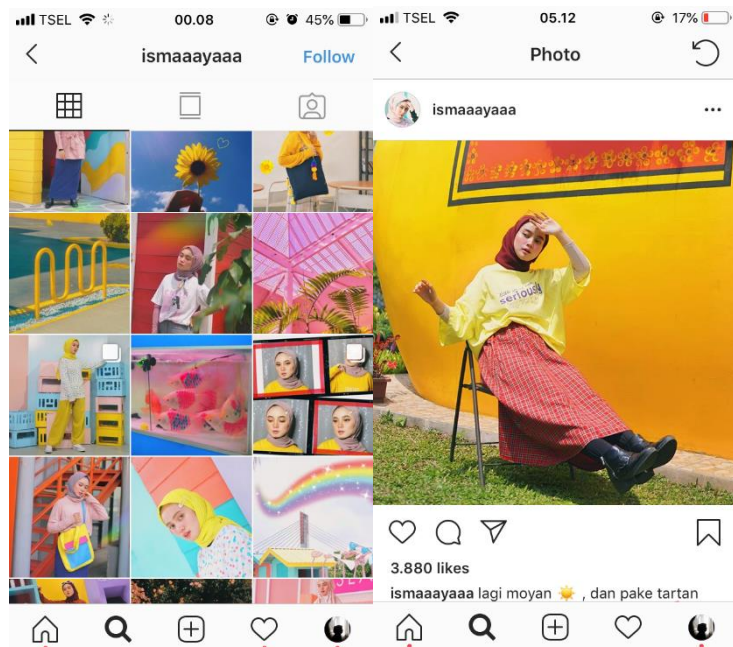 TSEL 00.08 45%
ismaaayaaa Follow
TSEL 05.12 17%
Photo
ismaaayaaa
seriously
3.880 likes
ismaaayaaa lagi moyan ☀️ , dan pake tartan